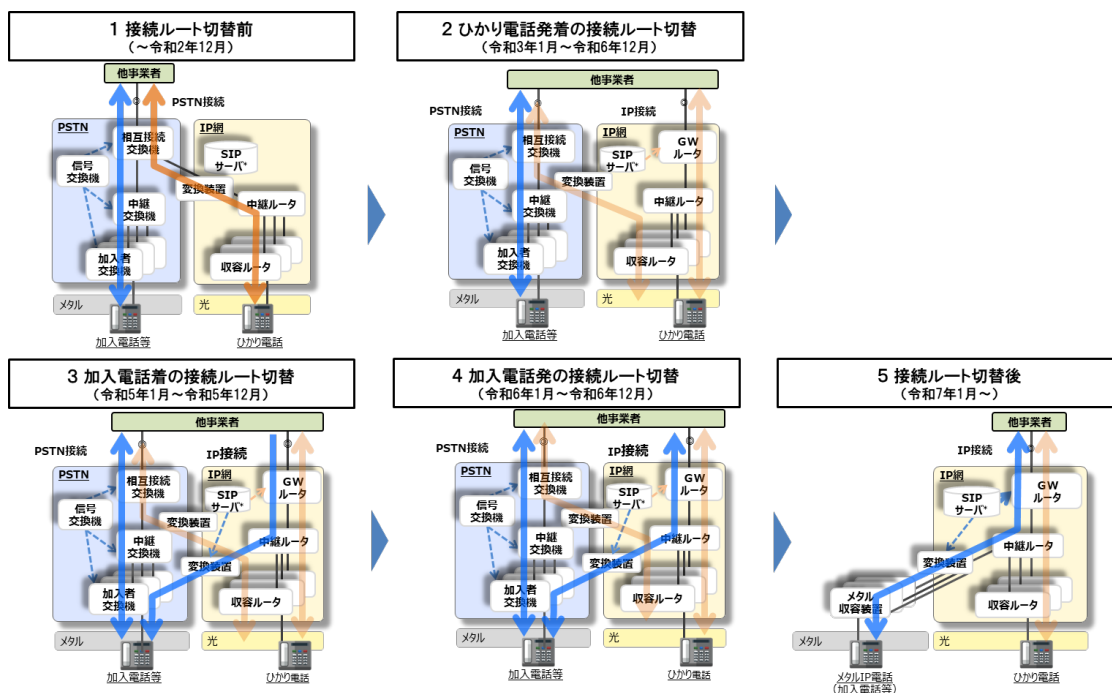 1 接続ルート切替前
(~令和2年12月)
他事業者
PSTN接続
PSTN
相互接続
交換機
信号
交換機
中継
交換機
加入者
交換機
IP網
SIP
サーバ*
変換装置
中継ルータ
収容ルータ
メタル
光
加入電話等
ひかり電話
2 ひかり電話発着の接続ルート切替
(令和3年1月~令和6年12月)
他事業者
PSTN接続
IP接続
PSTN
相互接続
交換機
信号
交換機
中継
交換機
加入者
交換機
IP網
SIP
サーバ*
GW
ルータ
変換装置
中継ルータ
収容ルータ
メタル
光
加入電話等
ひかり電話
3 加入電話着の接続ルート切替
(令和5年1月~令和5年12月)
他事業者
PSTN接続
IP接続
PSTN
相互接続
交換機
信号
交換機
中継
交換機
加入者
交換機
IP網
SIP
サーバ*
GW
ルータ
変換装置
中継ルータ
変換装置
収容ルータ
メタル
光
加入電話等
ひかり電話
4 加入電話発の接続ルート切替
(令和6年1月~令和6年12月)
他事業者
PSTN接続
IP接続
PSTN
相互接続
交換機
信号
交換機
中継
交換機
加入者
交換機
IP網
SIP
サーバ*
GW
ルータ
変換装置
中継ルータ
変換装置
収容ルータ
メタル
光
加入電話等
ひかり電話
5 接続ルート切替後
(令和7年1月~)
他事業者
IP接続
IP網
SIP
サーバ*
GW
ルータ
中継ルータ
変換装置
メタル
収容装置
収容ルータ
メタル
光
メタルIP電話
(加入電話等)
ひかり電話